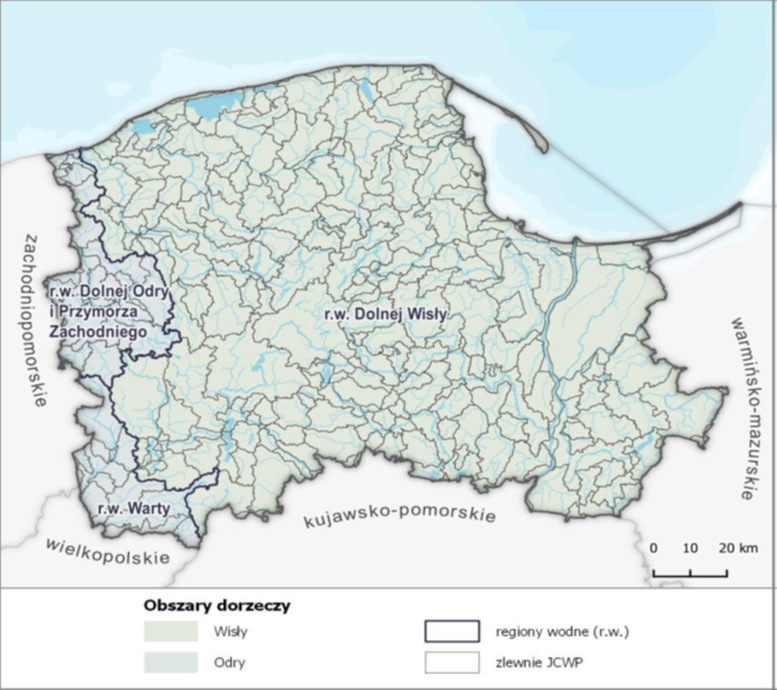 zachodniopomorskie
r.w. Dolnej Odry
i Przymorza
Zachodniego
r.w. Dolnej Wisły
warmińsko-mazurskie
r.w. Warty
kujawsko-pomorskie
wielkopolskie
0 10 20 km
Obszary dorzeczy
Wisły
regiony wodne (r.w.)
Odry
zlewnie JCWP